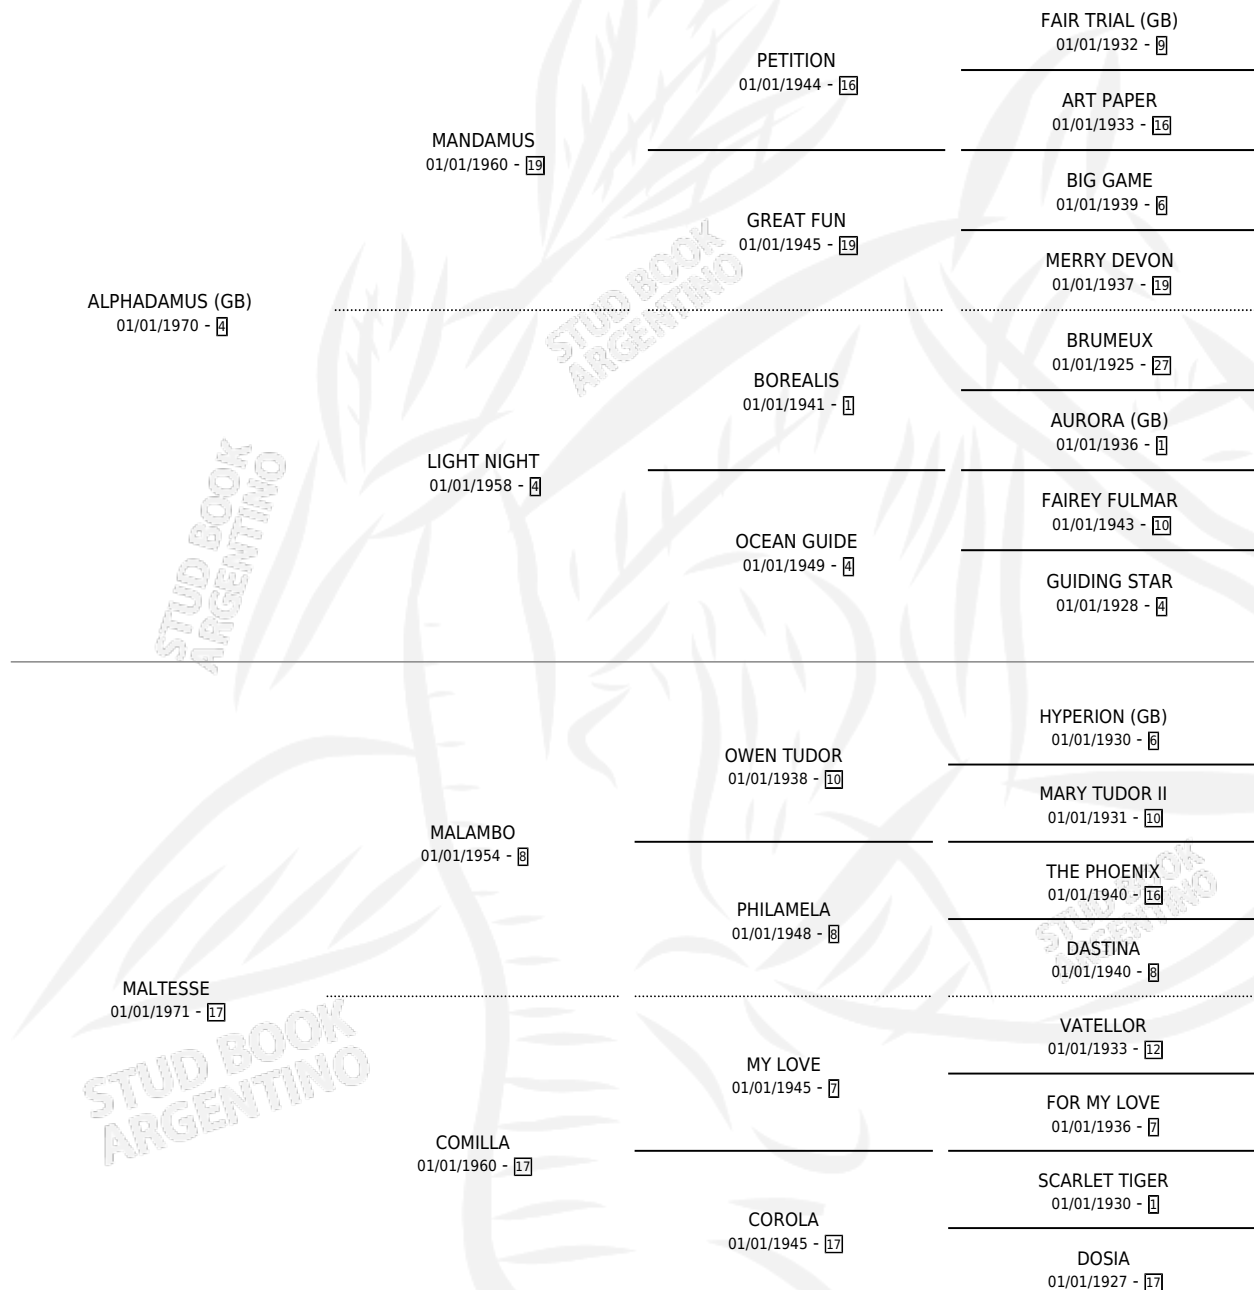 FAIR TRIAL (GB)
01/01/1932 - 9
PETITION
01/01/1944 - 16
ART PAPER
01/01/1933 - 16
MANDAMUS
01/01/1960 - 19
BIG GAME
01/01/1939 - 6
GREAT FUN
01/01/1945 - 19
MERRY DEVON
01/01/1937 - 19
ALPHADAMUS (GB)
01/01/1970 - 4
STUD BOOK
ARGENTINO
BRUMEUX
01/01/1925 - 27
BOREALIS
01/01/1941 - 1
AURORA (GB)
01/01/1936 - 1
LIGHT NIGHT
01/01/1958 - 4
FAIREY FULMAR
01/01/1943 - 10
OCEAN GUIDE
01/01/1949 - 4
GUIDING STAR
01/01/1928 - 4
STUD BOOK
ARGENTINO
HYPERION (GB)
01/01/1930 - 6
OWEN TUDOR
01/01/1938 - 10
MARY TUDOR II
01/01/1931 - 10
MALAMBO
01/01/1954 - 8
THE PHOENIX
01/01/1940 - 16
STUD BOOK
ARGENTINO
PHILAMELA
01/01/1948 - 8
DASTINA
01/01/1940 - 8
MALTESSE
01/01/1971 - 17
VATELLOR
01/01/1933 - 12
STUD BOOK
ARGENTINO
MY LOVE
01/01/1945 - 7
FOR MY LOVE
01/01/1936 - 7
COMILLA
01/01/1960 - 17
SCARLET TIGER
01/01/1930 - 1
COROLA
01/01/1945 - 17
DOSIA
01/01/1927 - 17